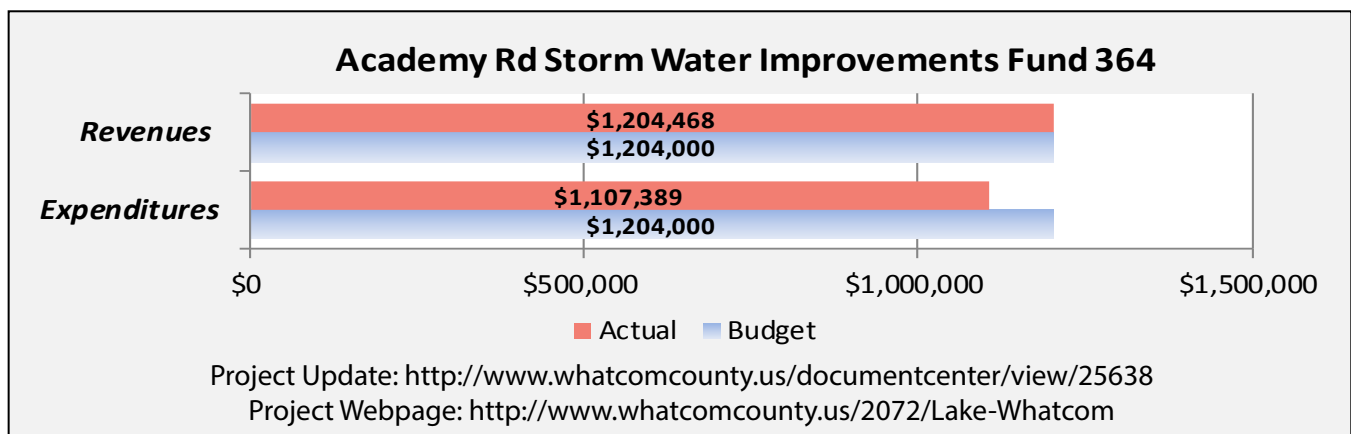 Academy Rd Storm Water Improvements Fund 364
Revenues
$1,204,468
$1,204,000
Expenditures
$1,107,389
$1,204,000
$0 $500,000 $1,000,000 $1,500,000
Actual Budget
Project Update: http://www.whatcomcounty.us/documentcenter/view/25638
Project Webpage: http://www.whatcomcounty.us/2072/Lake-Whatcom